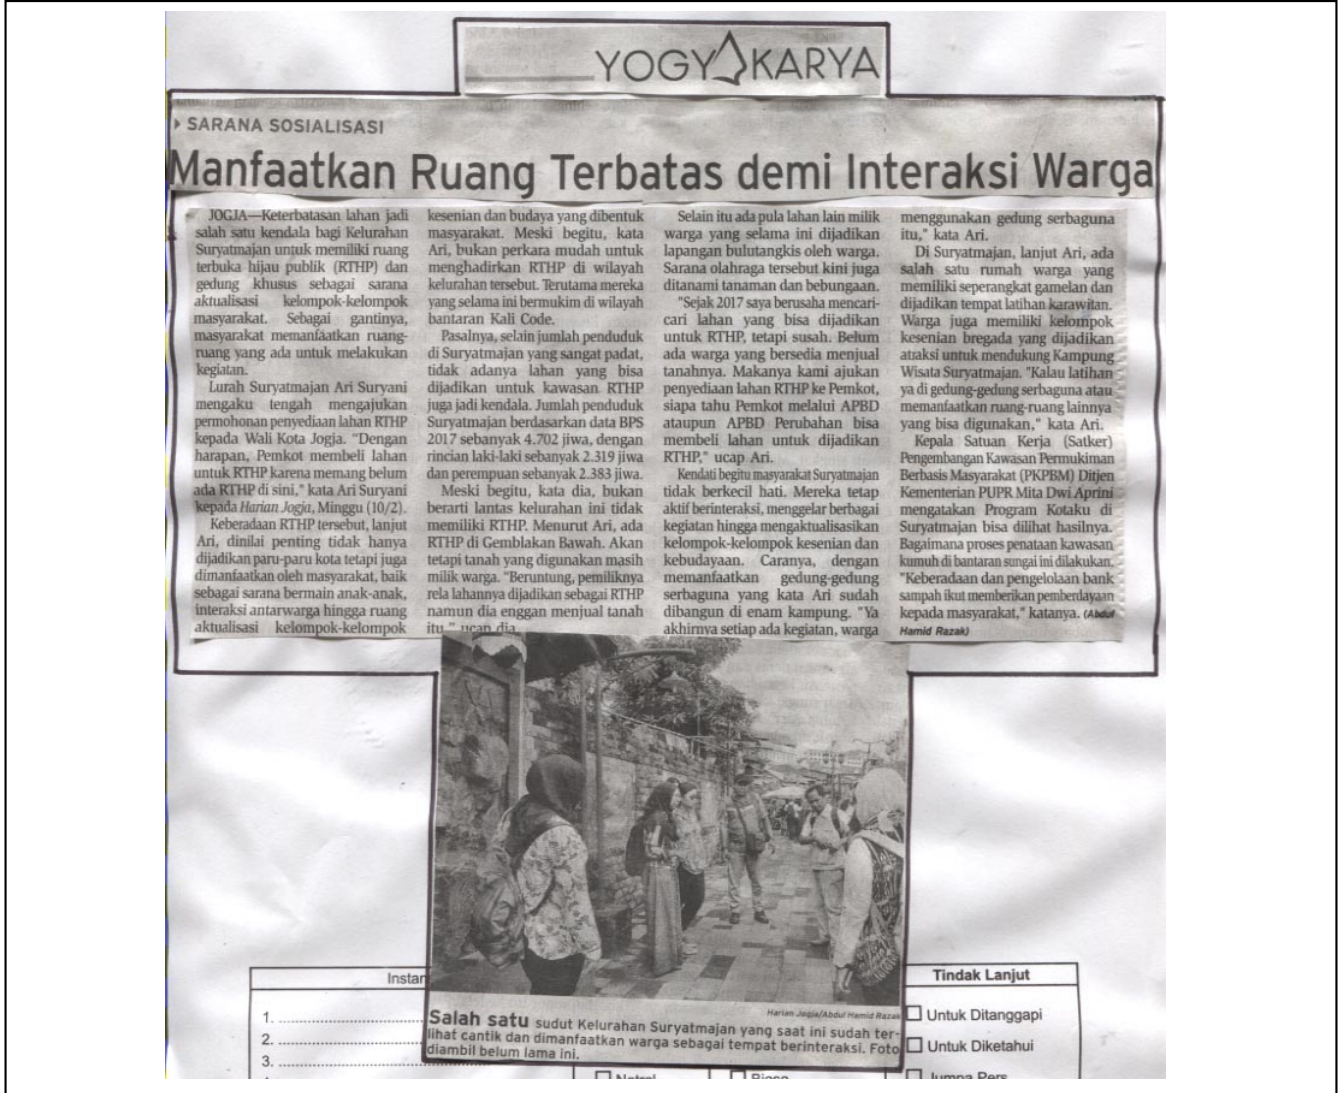 YOGYAKARYA
SARANA SOSIALISASI
Manfaatkan Ruang Terbatas demi Interaksi Warga
JOGJA—Keterbatasan lahan jadi
salah satu kendala bagi Kelurahan
Suryatmajan untuk memiliki ruang
terbuka hijau publik (RTHP) dan
gedung khusus sebagai sarana
aktualisasi kelompok-kelompok
masyarakat. Sebagai gantinya,
masyarakat memanfaatkan ruang-
ruang yang ada untuk melakukan
kegiatan.
Lurah Suryatmajan Ari Suryani
mengaku tengah mengajukan
permohonan penyediaan lahan RTHP
kepada Wali Kota Jogja. "Dengan
harapan, Pemkot membeli lahan
untuk RTHP karena memang belum
ada RTHP di sini," kata Ari Suryani
kepada Harian Jogja, Minggu (10/2).
Keberadaan RTHP tersebut, lanjut
Ari, dinilai penting tidak hanya
dijadikan paru-paru kota tetapi juga
dimanfaatkan oleh masyarakat, baik
sebagai sarana bermain anak-anak,
interaksi antarwarga hingga ruang
aktualisasi kelompok-kelompok
kesenian dan budaya yang dibentuk
masyarakat. Meski begitu, kata
Ari, bukan perkara mudah untuk
menghadirkan RTHP di wilayah
kelurahan tersebut. Terutama mereka
yang selama ini bermukim di wilayah
bantaran Kali Code.
Pasalnya, selain jumlah penduduk
di Suryatmajan yang sangat padat,
tidak adanya lahan yang bisa
dijadikan untuk kawasan RTHP
juga jadi kendala. Jumlah penduduk
Suryatmajan berdasarkan data BPS
2017 sebanyak 4.702 jiwa, dengan
rincian laki-laki sebanyak 2.319 jiwa
dan perempuan sebanyak 2.383 jiwa.
Meski begitu, kata dia, bukan
berarti lantas kelurahan ini tidak
memiliki RTHP. Menurut Ari, ada
RTHP di Gemblakan Bawah. Akan
tetapi tanah yang digunakan masih
milik warga. "Beruntung, pemiliknya
rela lahannya dijadikan sebagai RTHP
namun dia enggan menjual tanah
itu," ucap dia.
Selain itu ada pula lahan lain milik
warga yang selama ini dijadikan
lapangan bulutangkis oleh warga.
Sarana olahraga tersebut kini juga
ditanami tanaman dan bebungaan.
"Sejak 2017 saya berusaha mencari-
cari lahan yang bisa dijadikan
untuk RTHP, tetapi susah. Belum
ada warga yang bersedia menjual
tanahnya. Makanya kami ajukan
penyediaan lahan RTHP ke Pemkot,
siapa tahu Pemkot melalui APBD
ataupun APBD Perubahan bisa
membeli lahan untuk dijadikan
RTHP," ucap Ari.
Kendati begitu masyarakat Suryatmajan
tidak berkecil hati. Mereka tetap
aktif berinteraksi, menggelar berbagai
kegiatan hingga mengaktualisasikan
kelompok-kelompok kesenian dan
kebudayaan. Caranya, dengan
memanfaatkan gedung-gedung
serbaguna yang kata Ari sudah
dibangun di enam kampung. "Ya
akhirnya setiap ada kegiatan, warga
menggunakan gedung serbaguna
itu," kata Ari.
Di Suryatmajan, lanjut Ari, ada
salah satu rumah warga yang
memiliki seperangkat gamelan dan
dijadikan tempat latihan karawitan.
Warga juga memiliki kelompok
kesenian bregada yang dijadikan
atraksi untuk mendukung Kampung
Wisata Suryatmajan. "Kalau latihan
ya di gedung-gedung serbaguna atau
memanfaatkan ruang-ruang lainnya
yang bisa digunakan," kata Ari.
Kepala Satuan Kerja (Satker)
Pengembangan Kawasan Permukiman
Berbasis Masyarakat (PKPBM) Ditjen
Kementerian PUPR Mita Dwi Aprini
mengatakan Program Kotaku di
Suryatmajan bisa dilihat hasilnya.
Bagaimana proses penataan kawasan
kumuh di bantaran sungai ini dilakukan.
"Keberadaan dan pengelolaan bank
sampah ikut memberikan pemberdayaan
kepada masyarakat," katanya. (Abdul
Hamid Razak)
Harian Jogja/Abdul Hamid Razak
Salah satu sudut Kelurahan Suryatmajan yang saat ini sudah ter-
lihat cantik dan dimanfaatkan warga sebagai tempat berinteraksi. Foto
diambil belum lama ini.
Tindak Lanjut
1.
2.
3.
Untuk Ditanggapi
Untuk Diketahui
Jumpa Pers